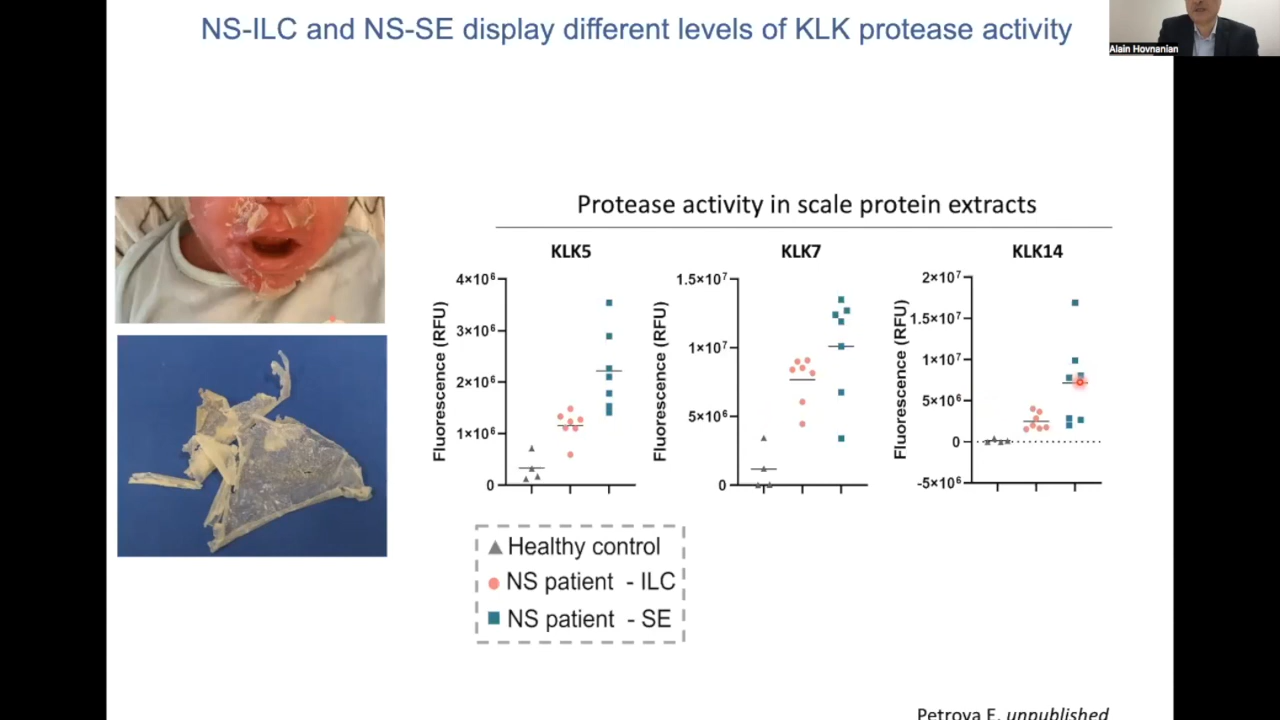 NS-ILC and NS-SE display different levels of KLK protease activity
Alain Hovnanian
Protease activity in scale protein extracts
KLK5
KLK7
KLK14
Fluorescence (RFU)
4×10⁶
3×10⁶
2×10⁶
1×10⁶
0
Fluorescence (RFU)
1.5×10⁷
1×10⁷
5×10⁶
0
Fluorescence (RFU)
2×10⁷
1.5×10⁷
1×10⁷
5×10⁶
0
-5×10⁶
Healthy control
NS patient - ILC
NS patient - SE
Petrova E. unpublished